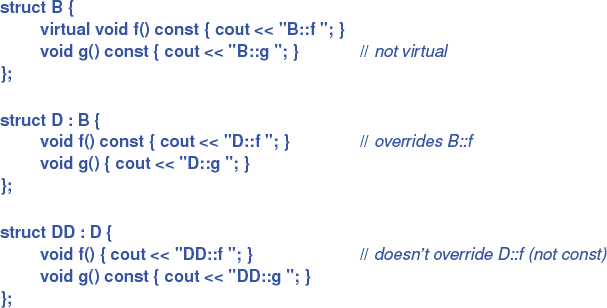 struct B {
virtual void f() const { cout << "B::f "; }
void g() const { cout << "B::g "; } // not virtual
};
struct D : B {
void f() const { cout << "D::f "; } // overrides B::f
void g() { cout << "D::g "; }
};
struct DD : D {
void f() { cout << "DD::f "; } // doesn't override D::f (not const)
void g() const { cout << "DD::g "; }
};